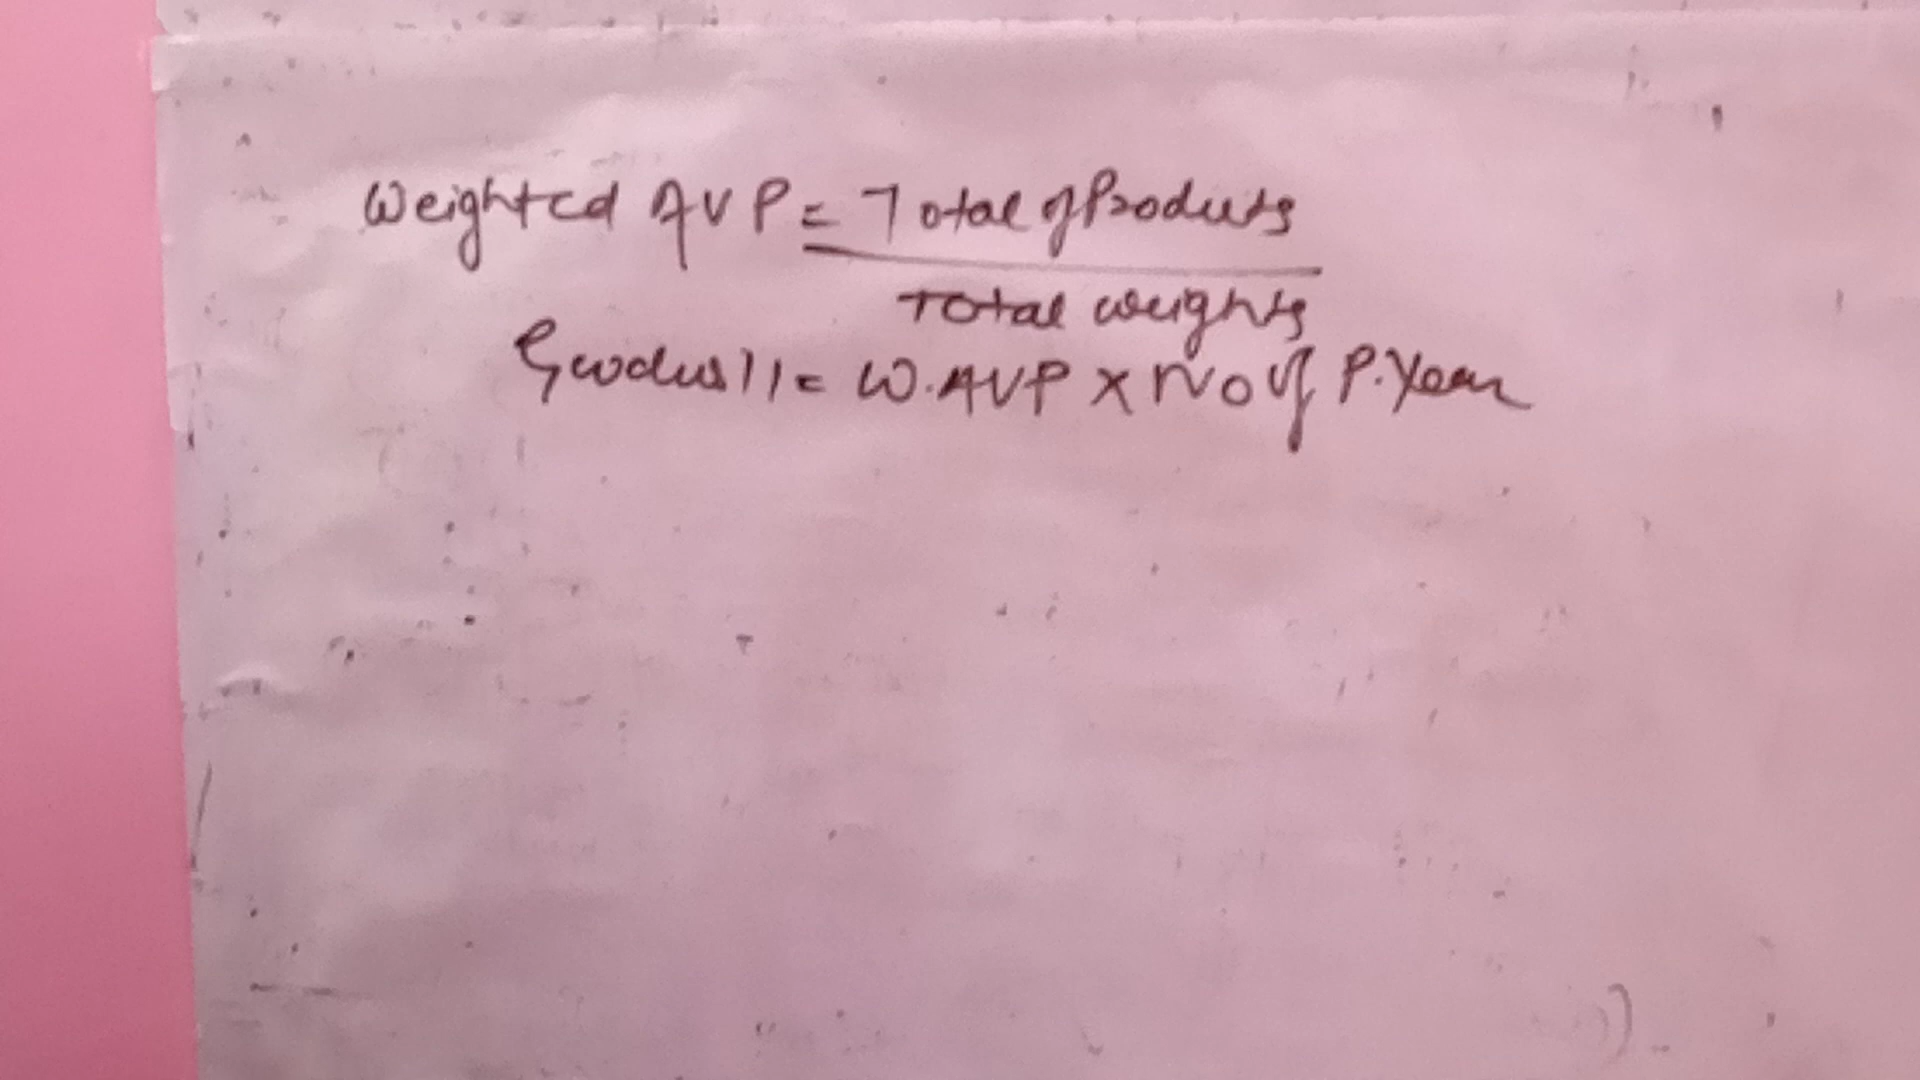 Weighted AVP = Total of Products
Total weights
Goodwill = W.AVP x No of P.Year